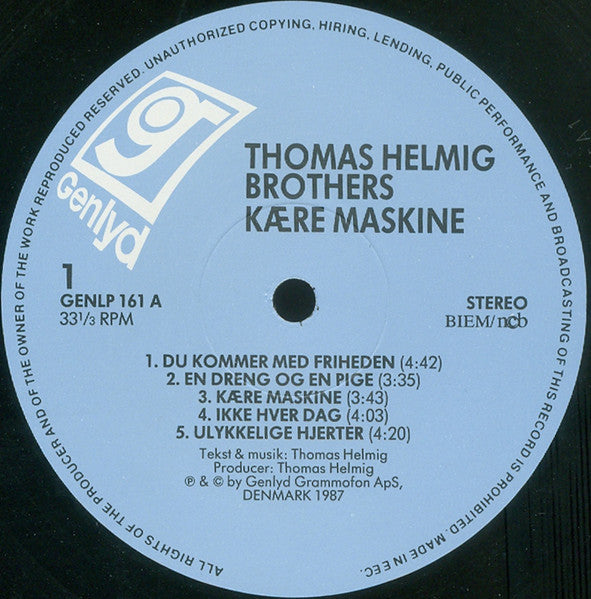 ALL RIGHTS OF THE PRODUCER AND OF THE OWNER OF THE WORK REPRODUCED RESERVED. UNAUTHORIZED COPYING, HIRING, LENDING, PUBLIC PERFORMANCE AND BROADCASTING OF THIS RECORD IS PROHIBITED. MADE IN EEC.
g
Genlyd
THOMAS HELMIG
BROTHERS
KÆRE MASKINE
1
GENLP 161 A
33⅓ RPM
STEREO
BIEM/ncb
1. DU KOMMER MED FRIHEDEN (4:42)
2. EN DRENG OG EN PIGE (3:35)
3. KÆRE MASKINE (3:43)
4. IKKE HVER DAG (4:03)
5. ULYKKELIGE HJERTER (4:20)
Tekst & musik: Thomas Helmig
Producer: Thomas Helmig
℗ & © by Genlyd Grammofon ApS,
DENMARK 1987